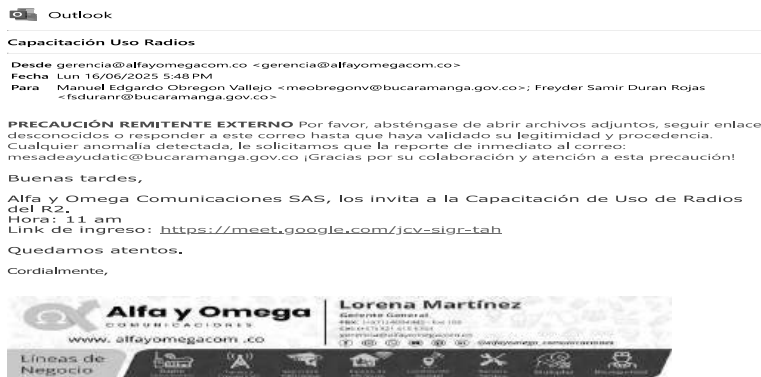 Outlook
Capacitación Uso Radios
Desde gerencia@alfayomegacom.co <gerencia@alfayomegacom.co>
Fecha Lun 16/06/2025 5:48 PM
Para Manuel Edgardo Obregon Vallejo <meobregonv@bucaramanga.gov.co>; Freyder Samir Duran Rojas
<fsduranr@bucaramanga.gov.co>
PRECAUCIÓN REMITENTE EXTERNO Por favor, absténgase de abrir archivos adjuntos, seguir enlace
desconocidos o responder a este correo hasta que haya validado su legitimidad y procedencia.
Cualquier anomalía detectada, le solicitamos que la reporte de inmediato al correo:
mesadeayudatic@bucaramanga.gov.co ¡Gracias por su colaboración y atención a esta precaución!
Buenas tardes,
Alfa y Omega Comunicaciones SAS, los invita a la Capacitación de Uso de Radios
del R2.
Hora: 11 am
Link de ingreso: https://meet.google.com/jcv-sigr-tah
Quedamos atentos.
Cordialmente,
Alfa y Omega
COMUNICACIONES
www. alfayomegacom .co
Lorena Martínez
Gerente General
@alfayomega_comunicaciones
Líneas de
Negocio